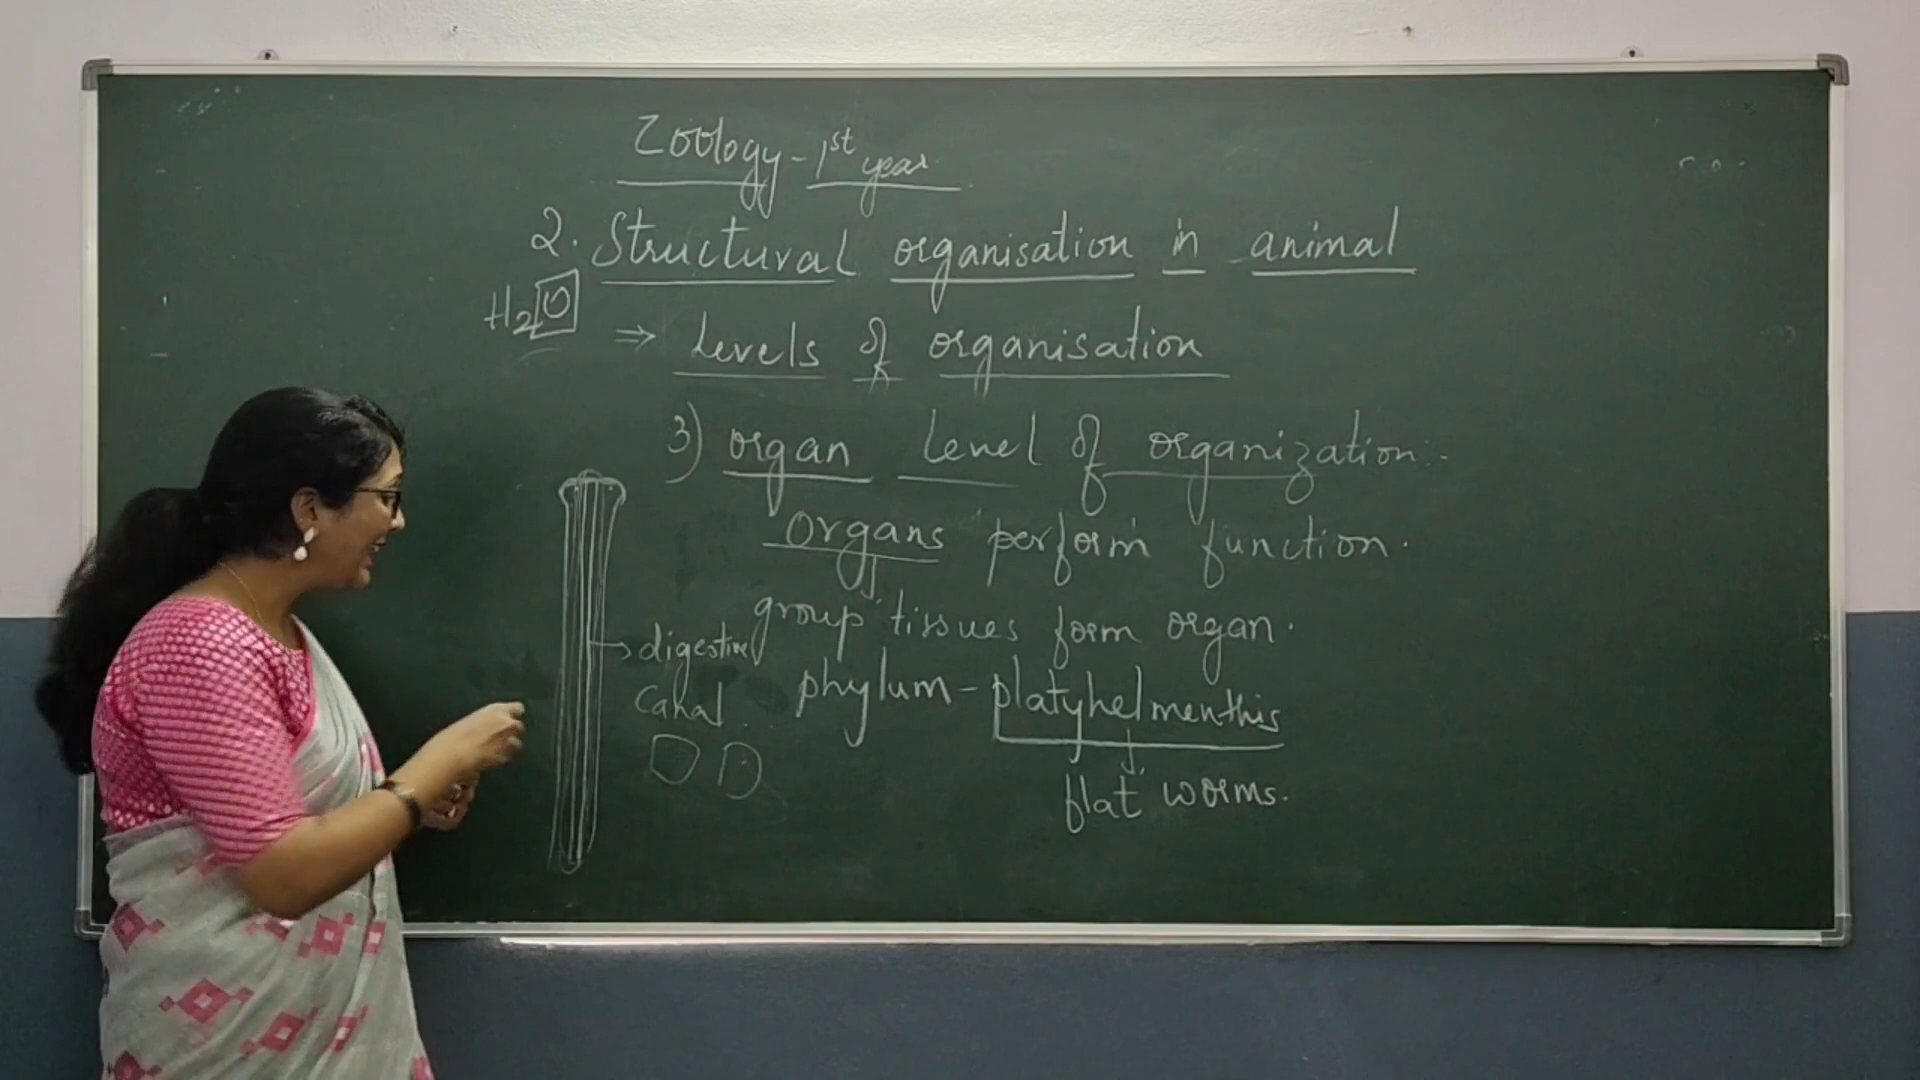 Zoology - 1st year.
2. Structural organisation in animal
H2O
⇒ Levels of organisation
3) organ level of organization:-
organs perform function.
group tissues form organ.
→ digestive
canal.
phylum - platyhelmenthis
flat worms.